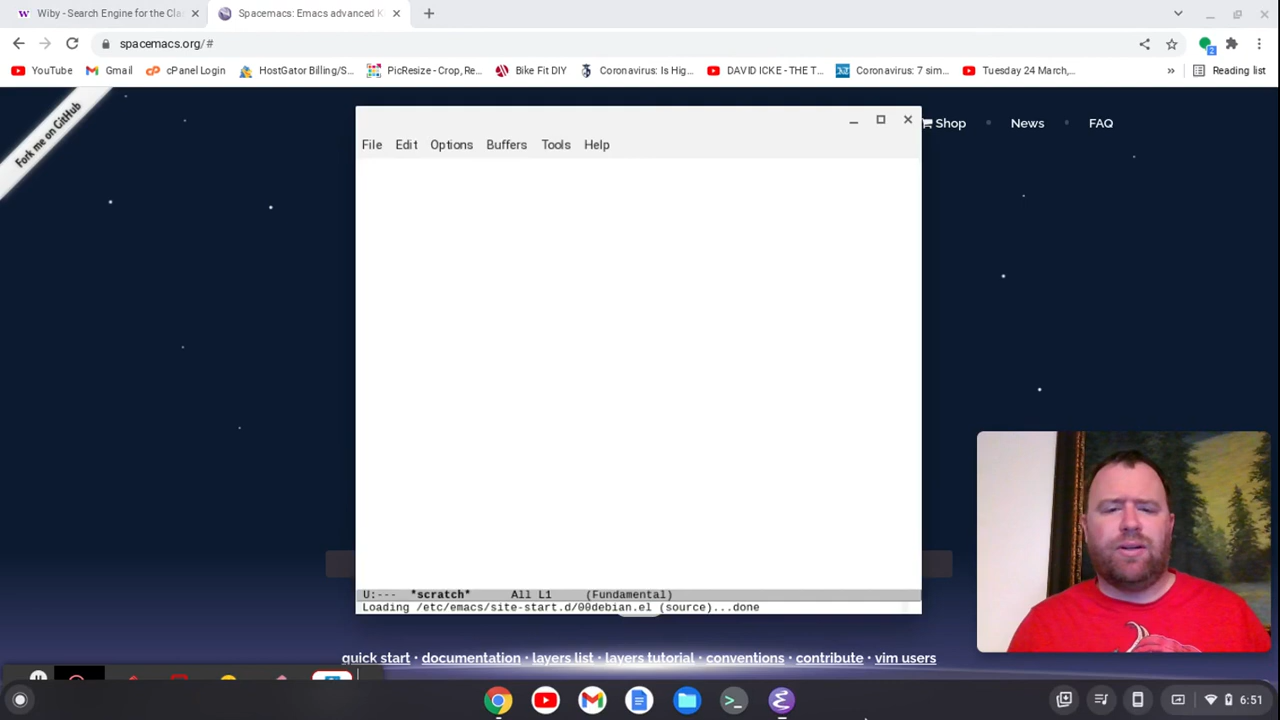 Wiby - Search Engine for the Cla
Spacemacs: Emacs advanced K
spacemacs.org/#
2
YouTube
Gmail
cPanel Login
HostGator Billing/S...
PicResize - Crop, Re...
Bike Fit DIY
Coronavirus: Is Hig...
DAVID ICKE - THE T...
Coronavirus: 7 sim...
Tuesday 24 March,...
»
Reading list
Fork me on GitHub
Shop • News • FAQ
File Edit Options Buffers Tools Help
U:--- *scratch* All L1 (Fundamental)
Loading /etc/emacs/site-start.d/00debian.el (source)...done
quick start · documentation · layers list · layers tutorial · conventions · contribute · vim users
6:51